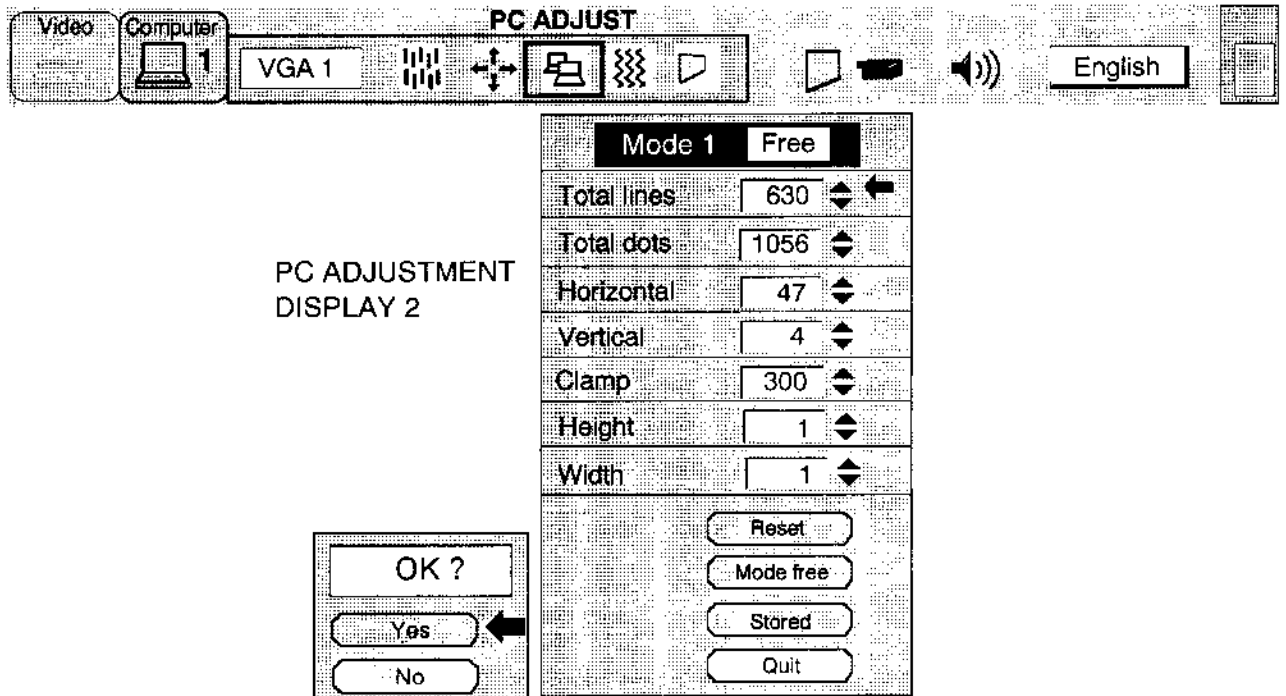 PC ADJUST
Video
Computer
1
VGA 1
English
Mode 1 Free
Total lines 630
Total dots 1056
Horizontal 47
Vertical 4
Clamp 300
Height 1
Width 1
Reset
Mode free
Stored
Quit
PC ADJUSTMENT
DISPLAY 2
OK ?
Yes
No